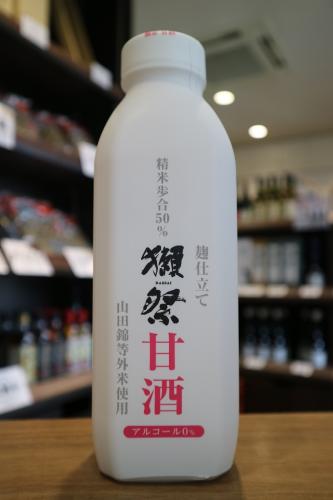 麹仕立て
精米歩合50%
獺祭
DASSAI
甘酒
山田錦等外米使用
アルコール0%